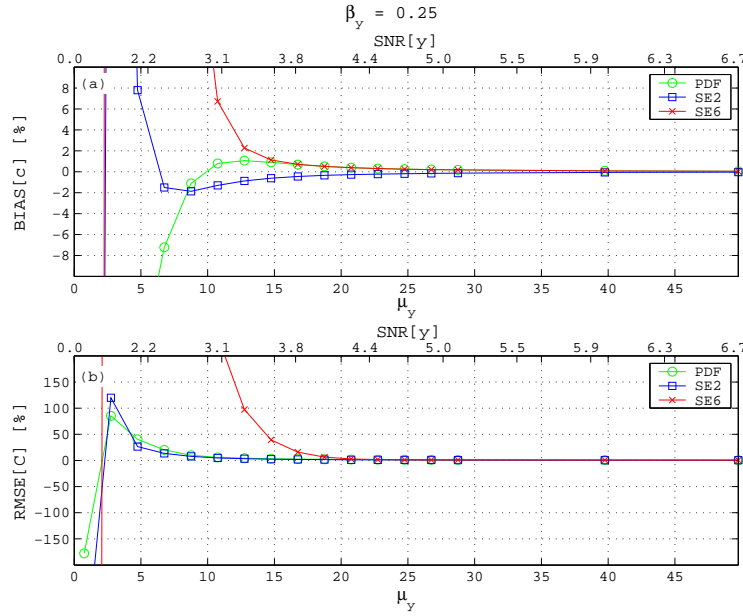 β_y = 0.25
SNR[y]
0.0 2.2 3.1 3.8 4.4 5.0 5.5 5.9 6.3 6.7
(a)
PDF
SE2
SE6
BIAS[c] [%]
8
6
4
2
0
-2
-4
-6
-8
0 5 10 15 20 25 30 35 40 45
μ_y
SNR[y]
0.0 2.2 3.1 3.8 4.4 5.0 5.5 5.9 6.3 6.7
(b)
PDF
SE2
SE6
RMSE[C] [%]
150
100
50
0
-50
-100
-150
0 5 10 15 20 25 30 35 40 45
μ_y